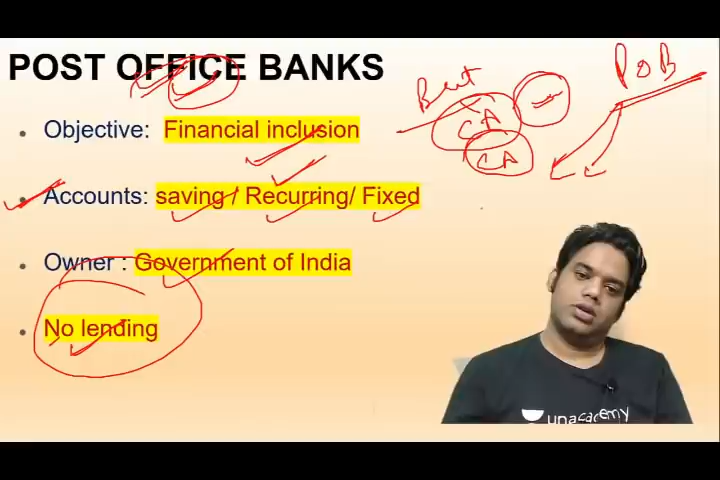 POST OFFICE BANKS
Objective: Financial inclusion
Accounts: saving / Recurring/ Fixed
Owner : Government of India
No lending
CA
CA
POB
unacademy